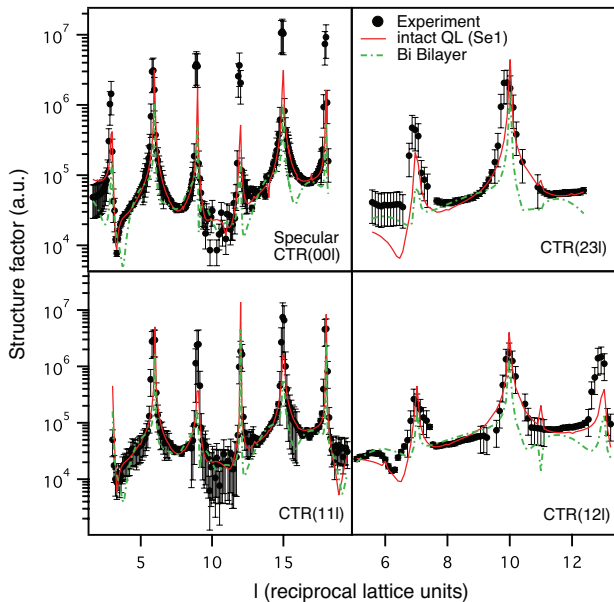 Experiment
intact QL (Se1)
Bi Bilayer
Structure factor (a.u.)
10^7
10^6
10^5
10^4
Specular
CTR(00l)
CTR(23l)
10^7
10^6
10^5
10^4
CTR(11l)
CTR(12l)
5
10
15
6
8
10
12
l (reciprocal lattice units)